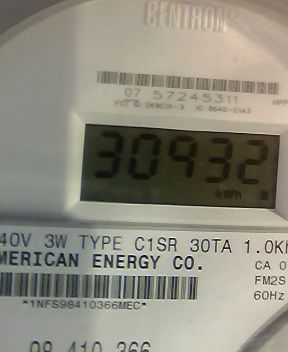 CENTRON®
07 57245311
30932
kWh
40V 3W TYPE C1SR 30TA 1.0K
MERICAN ENERGY CO.
CA 0
FM2S
60Hz
*1NFS98410366MEC*
98 410 366